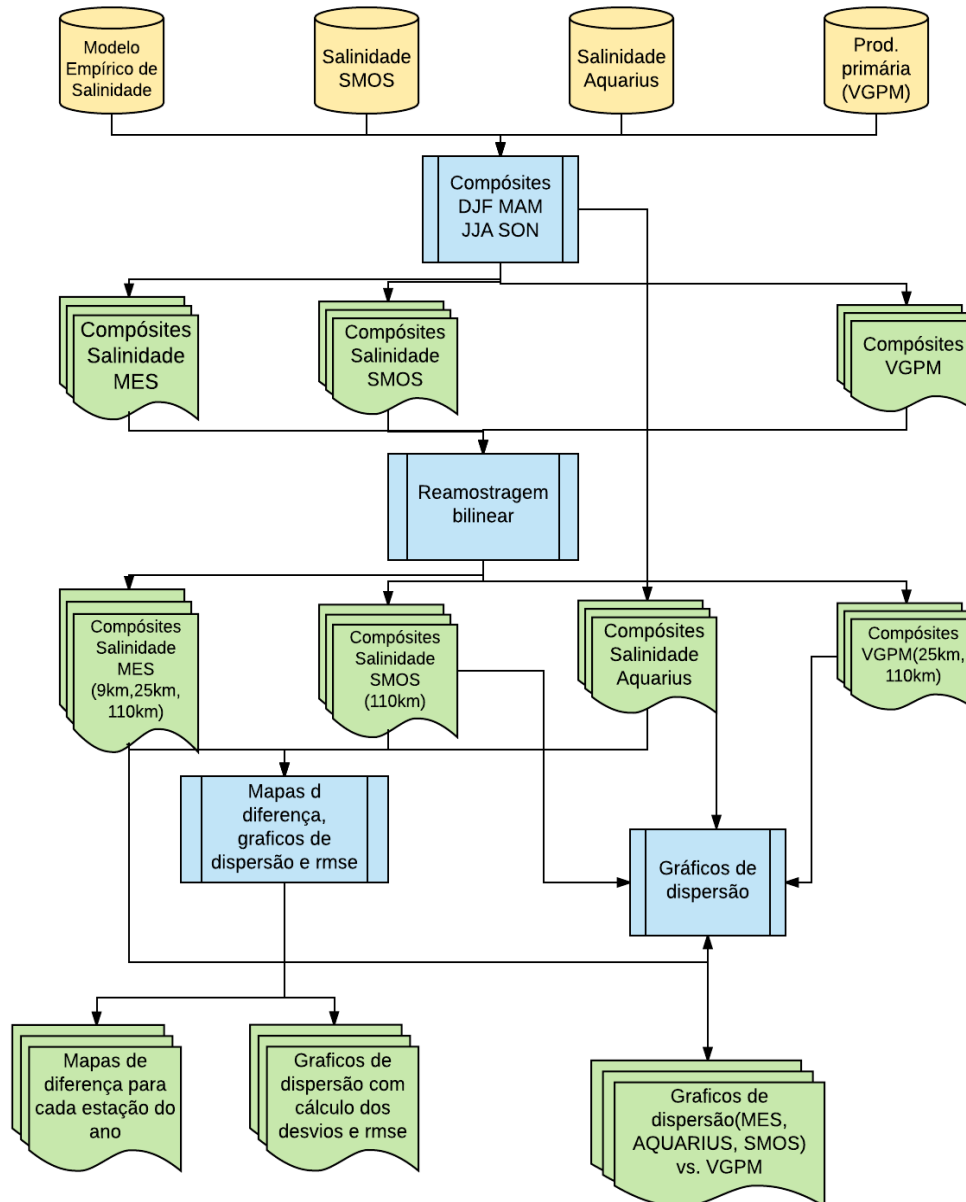 Modelo
Empírico de
Salinidade
Salinidade
SMOS
Salinidade
Aquarius
Prod.
primária
(VGPM)
Compósites
DJF MAM
JJA SON
Compósites
Salinidade
MES
Compósites
Salinidade
SMOS
Compósites
VGPM
Reamostragem
bilinear
Compósites
Salinidade
MES
(9km,25km,
110km)
Compósites
Salinidade
SMOS
(110km)
Compósites
Salinidade
Aquarius
Compósites
VGPM(25km,
110km)
Mapas d
diferença,
graficos de
dispersão e rmse
Gráficos de
dispersão
Mapas de
diferença para
cada estação do
ano
Graficos de
dispersão com
cálculo dos
desvios e rmse
Graficos de
dispersão(MES,
AQUARIUS, SMOS)
vs. VGPM